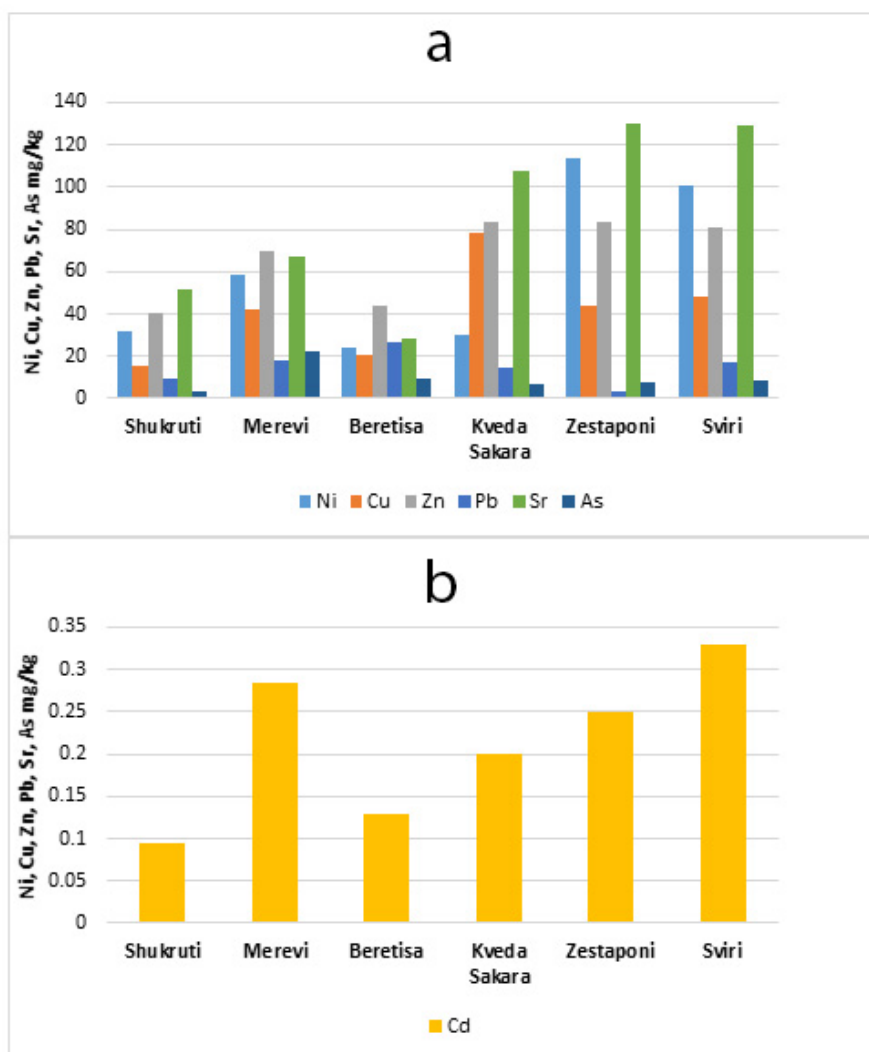 a
Ni, Cu, Zn, Pb, Sr, As mg/kg
140
120
100
80
60
40
20
0
Shukruti Merevi Beretisa Kveda Sakara Zestaponi Sviri
Ni Cu Zn Pb Sr As
b
Ni, Cu, Zn, Pb, Sr, As mg/kg
0.35
0.3
0.25
0.2
0.15
0.1
0.05
0
Shukruti Merevi Beretisa Kveda Sakara Zestaponi Sviri
Cd